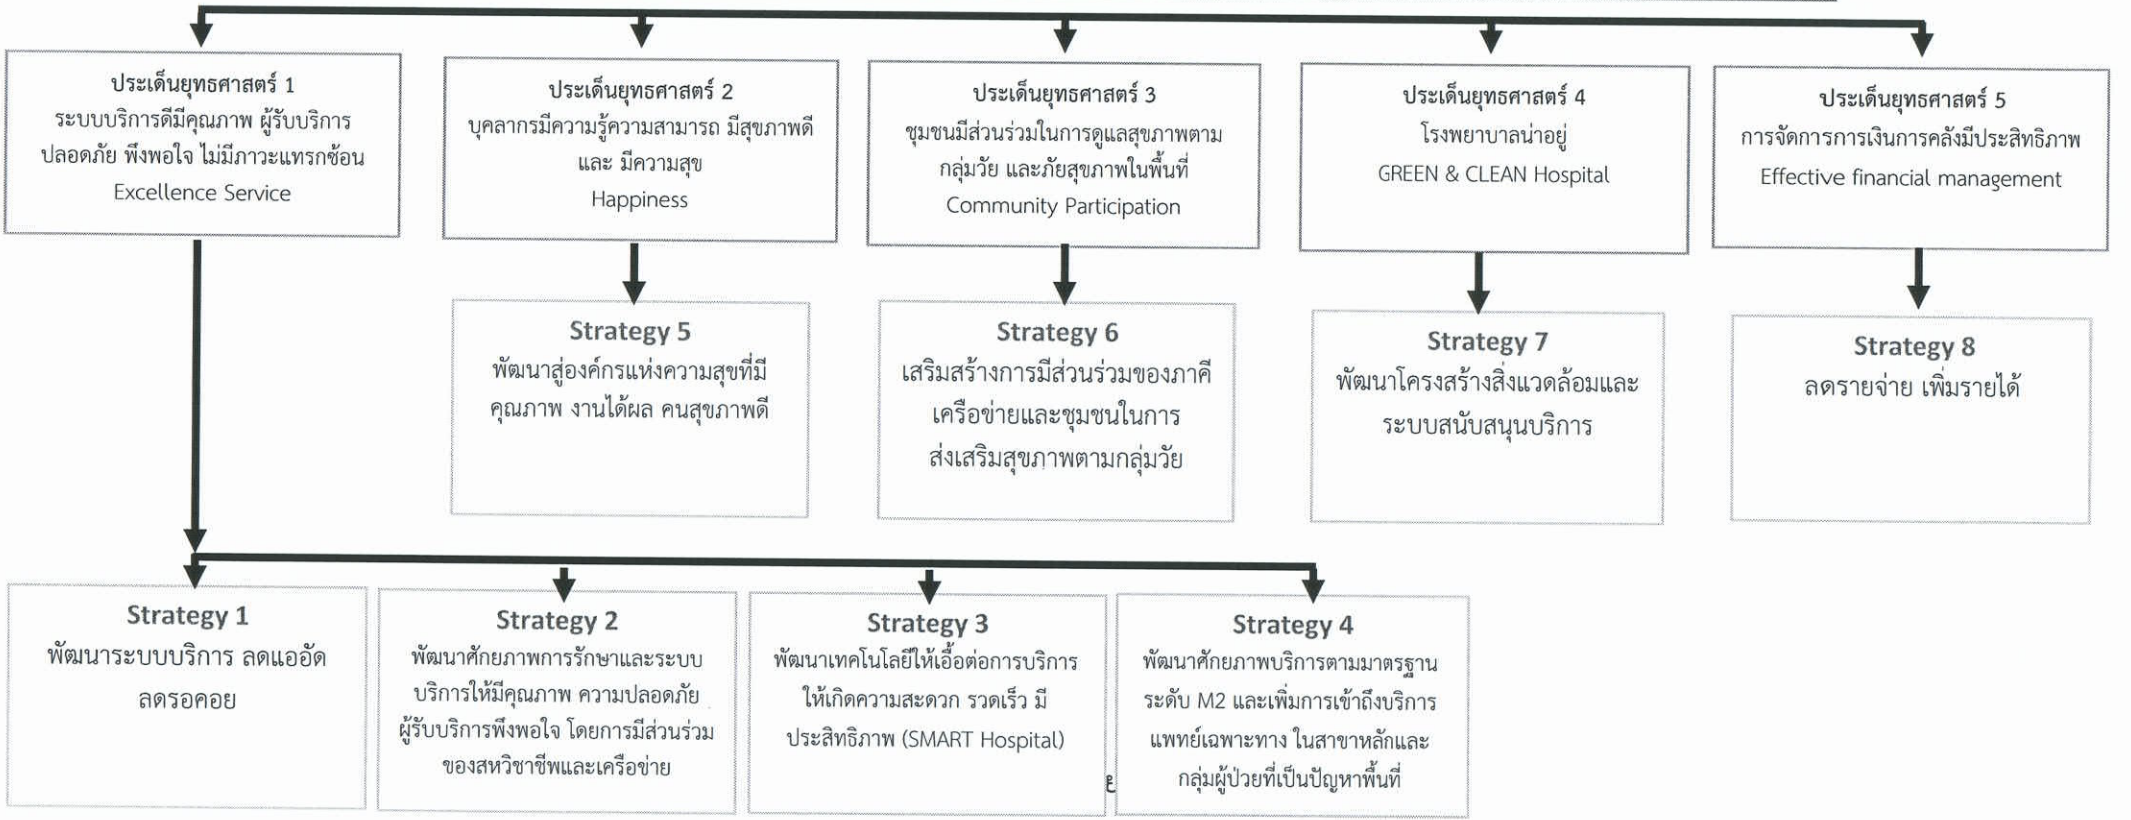 ประเด็นยุทธศาสตร์ 1
ระบบบริการดีมีคุณภาพ ผู้รับบริการ
ปลอดภัย พึงพอใจ ไม่มีภาวะแทรกซ้อน
Excellence Service
ประเด็นยุทธศาสตร์ 2
บุคลากรมีความรู้ความสามารถ มีสุขภาพดี
และ มีความสุข
Happiness
ประเด็นยุทธศาสตร์ 3
ชุมชนมีส่วนร่วมในการดูแลสุขภาพตาม
กลุ่มวัย และภัยสุขภาพในพื้นที่
Community Participation
ประเด็นยุทธศาสตร์ 4
โรงพยาบาลน่าอยู่
GREEN & CLEAN Hospital
ประเด็นยุทธศาสตร์ 5
การจัดการการเงินการคลังมีประสิทธิภาพ
Effective financial management
Strategy 5
พัฒนาสู่องค์กรแห่งความสุขที่มี
คุณภาพ งานได้ผล คนสุขภาพดี
Strategy 6
เสริมสร้างการมีส่วนร่วมของภาคี
เครือข่ายและชุมชนในการ
ส่งเสริมสุขภาพตามกลุ่มวัย
Strategy 7
พัฒนาโครงสร้างสิ่งแวดล้อมและ
ระบบสนับสนุนบริการ
Strategy 8
ลดรายจ่าย เพิ่มรายได้
Strategy 1
พัฒนาระบบบริการ ลดแออัด
ลดรอคอย
Strategy 2
พัฒนาศักยภาพการรักษาและระบบ
บริการให้มีคุณภาพ ความปลอดภัย
ผู้รับบริการพึงพอใจ โดยการมีส่วนร่วม
ของสหวิชาชีพและเครือข่าย
Strategy 3
พัฒนาเทคโนโลยีให้เอื้อต่อการบริการ
ให้เกิดความสะดวก รวดเร็ว มี
ประสิทธิภาพ (SMART Hospital)
Strategy 4
พัฒนาศักยภาพบริการตามมาตรฐาน
ระดับ M2 และเพิ่มการเข้าถึงบริการ
แพทย์เฉพาะทาง ในสาขาหลักและ
กลุ่มผู้ป่วยที่เป็นปัญหาพื้นที่